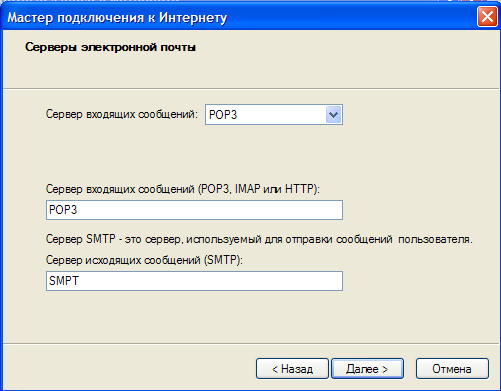 Мастер подключения к Интернету
Серверы электронной почты
Сервер входящих сообщений: POP3
Сервер входящих сообщений (POP3, IMAP или HTTP):
POP3
Сервер SMTP - это сервер, используемый для отправки сообщений пользователя.
Сервер исходящих сообщений (SMTP):
SMPT
< Назад Далее > Отмена